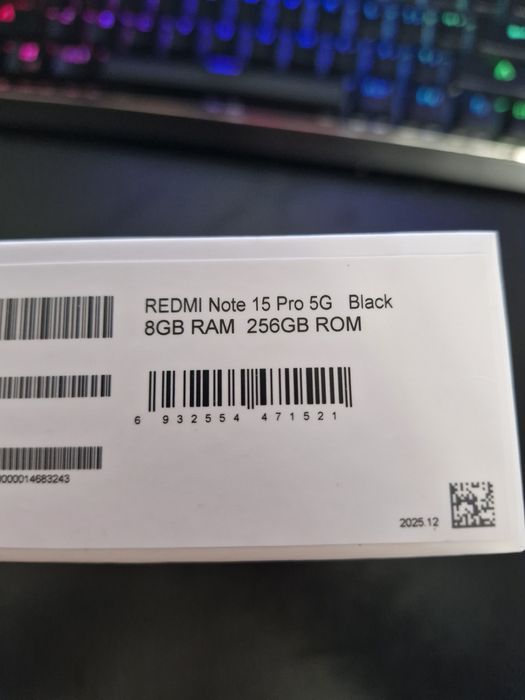 REDMI Note 15 Pro 5G Black
8GB RAM 256GB ROM
6 932554 471521
0000014683243
2025.12